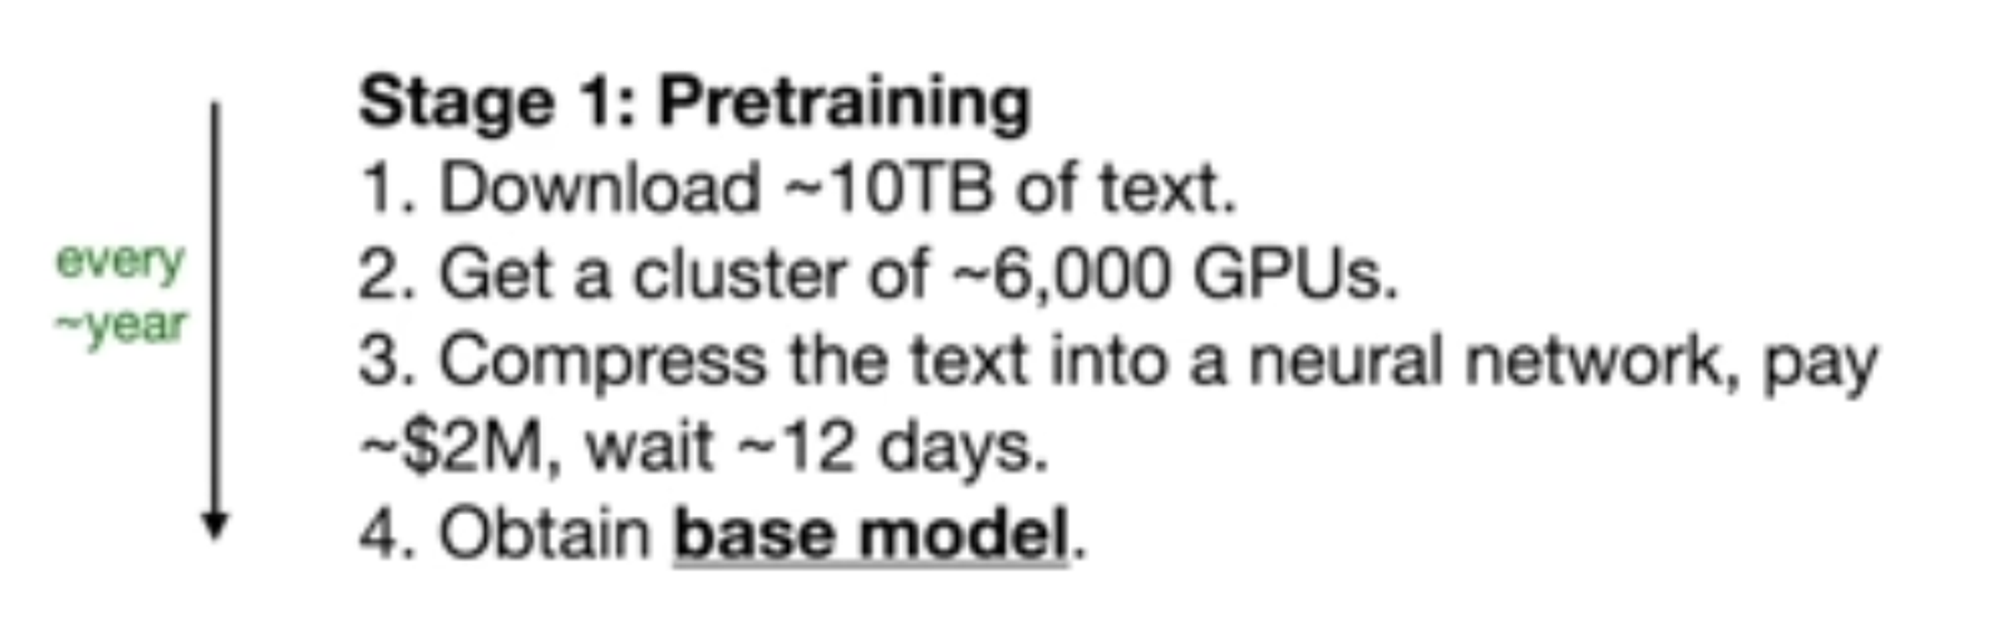 Stage 1: Pretraining
1. Download ~10TB of text.
2. Get a cluster of ~6,000 GPUs.
3. Compress the text into a neural network, pay
~$2M, wait ~12 days.
4. Obtain base model.
every
~year